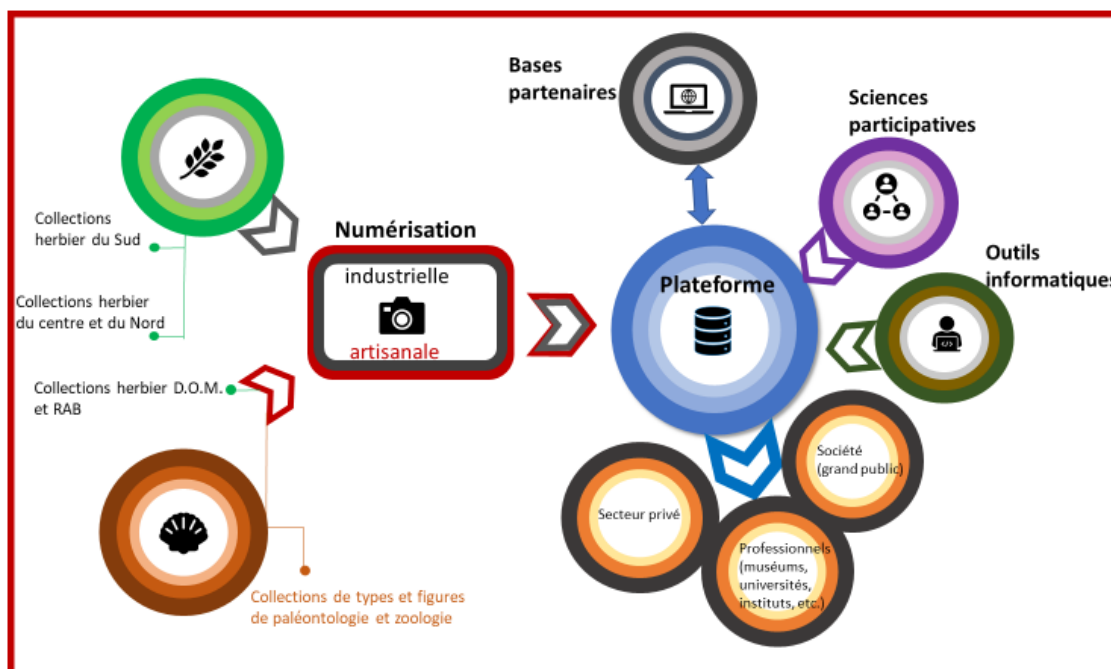 Bases
partenaires
Sciences
participatives
Collections
herbier du Sud
Numérisation
industrielle
artisanale
Plateforme
Outils
informatiques
Collections herbier
du centre et du Nord
Collections herbier D.O.M.
et RAB
Société
(grand public)
Secteur privé
Professionnels
(muséums,
universités,
instituts, etc.)
Collections de types et figures
de paléontologie et zoologie